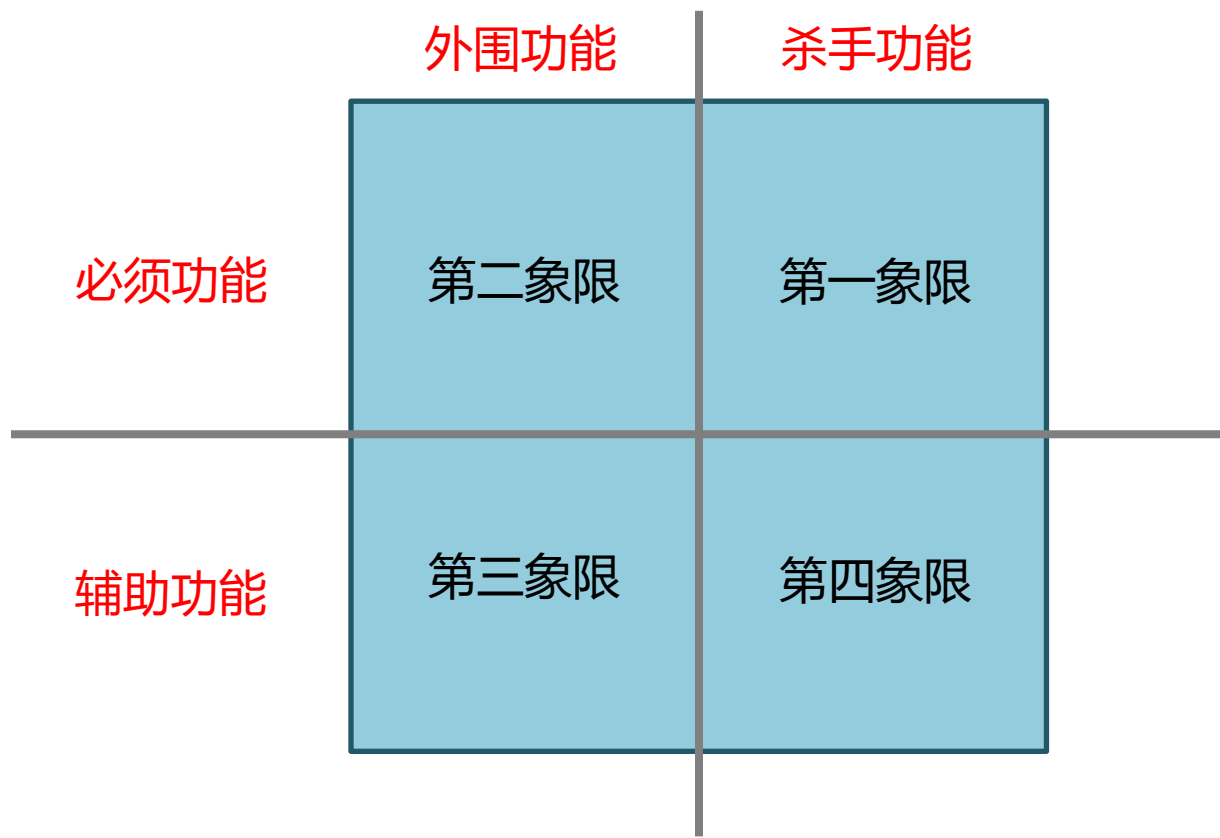 外围功能
杀手功能
必须功能
第二象限
第一象限
辅助功能
第三象限
第四象限